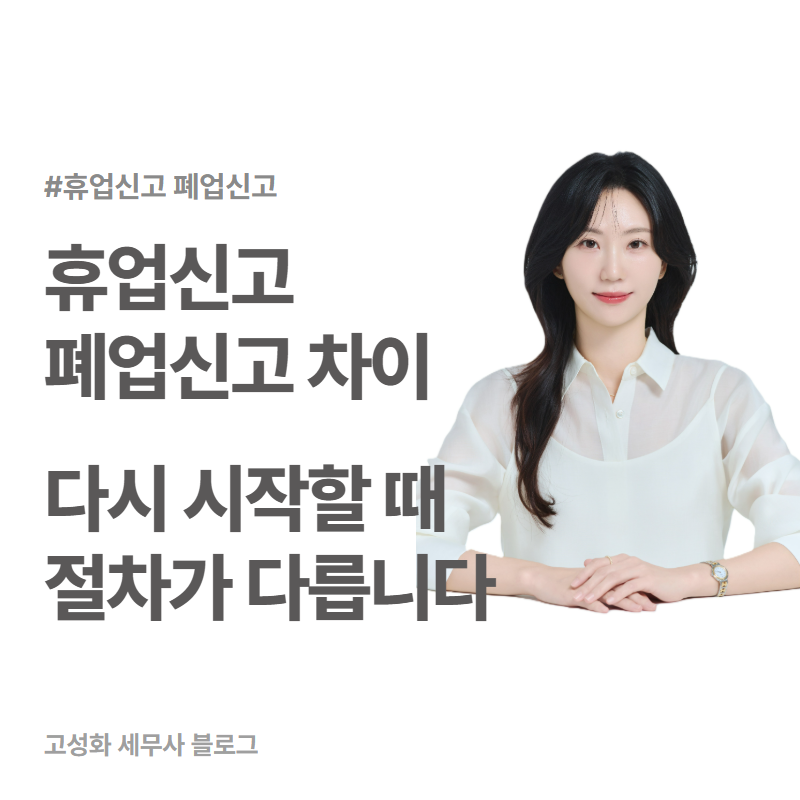 #휴업신고 폐업신고
휴업신고
폐업신고 차이
다시 시작할 때
절차가 다릅니다
고성화 세무사 블로그